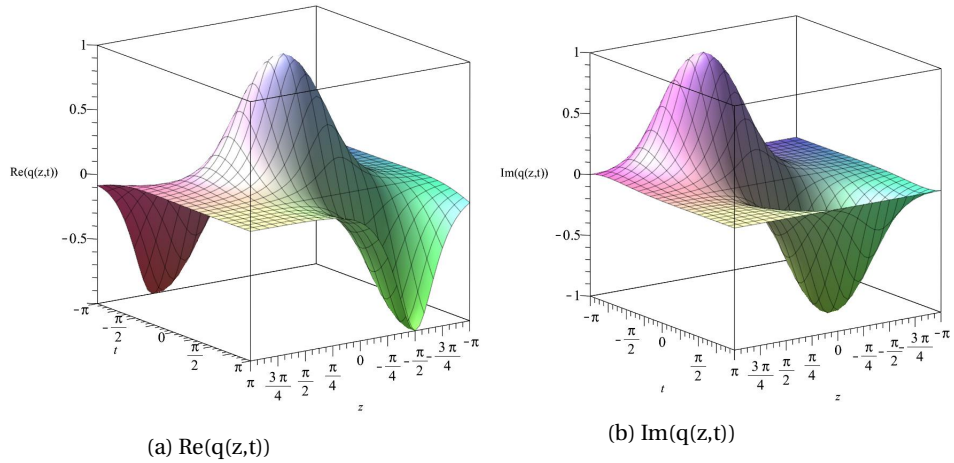 1
0.5
Re(q(z,t))
0
−0.5
−π
−π/2
t
0
π/2
π
π
3π/4
π/2
π/4
0
−π/4
−π/2
−3π/4
−π
z
(a) Re(q(z,t))
1
0.5
Im(q(z,t))
0
−0.5
−1
−π
−π/2
t
0
π/2
π
π
3π/4
π/2
π/4
0
−π/4
−π/2
−3π/4
−π
z
(b) Im(q(z,t))